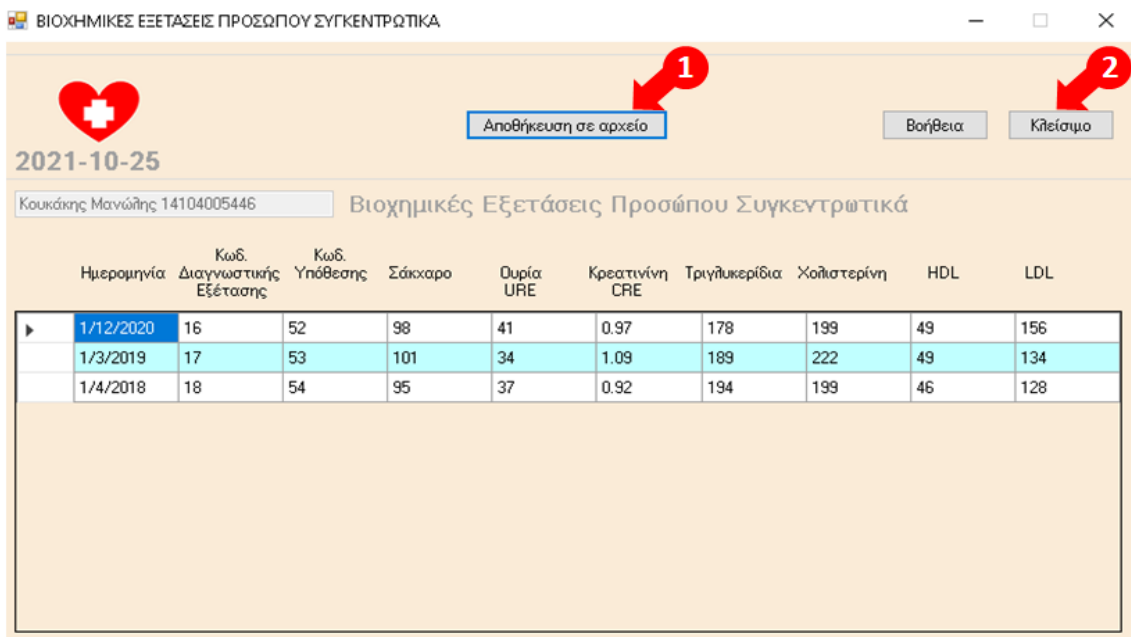 ΒΙΟΧΗΜΙΚΕΣ ΕΞΕΤΑΣΕΙΣ ΠΡΟΣΩΠΟΥ ΣΥΓΚΕΝΤΡΩΤΙΚΑ
1
2
Αποθήκευση σε αρχείο
Βοήθεια
Κλείσιμο
2021-10-25
Κουκάκης Μανώλης 14104005446
Βιοχημικές Εξετάσεις Προσώπου Συγκεντρωτικά
Ημερομηνία Κωδ. Διαγνωστικής Εξέτασης Κωδ. Υπόθεσης Σάκχαρο Ουρία URE Κρεατινίνη CRE Τριγλυκερίδια Χολιστερίνη HDL LDL
1/12/2020 16 52 98 41 0.97 178 199 49 156
1/3/2019 17 53 101 34 1.09 189 222 49 134
1/4/2018 18 54 95 37 0.92 194 199 46 128